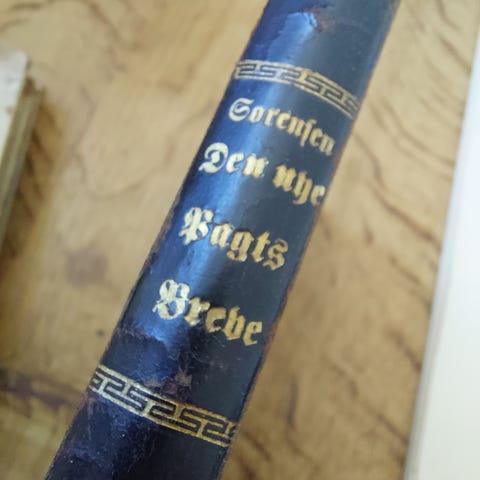 Sorensen
Den nye
Pagts
Breve